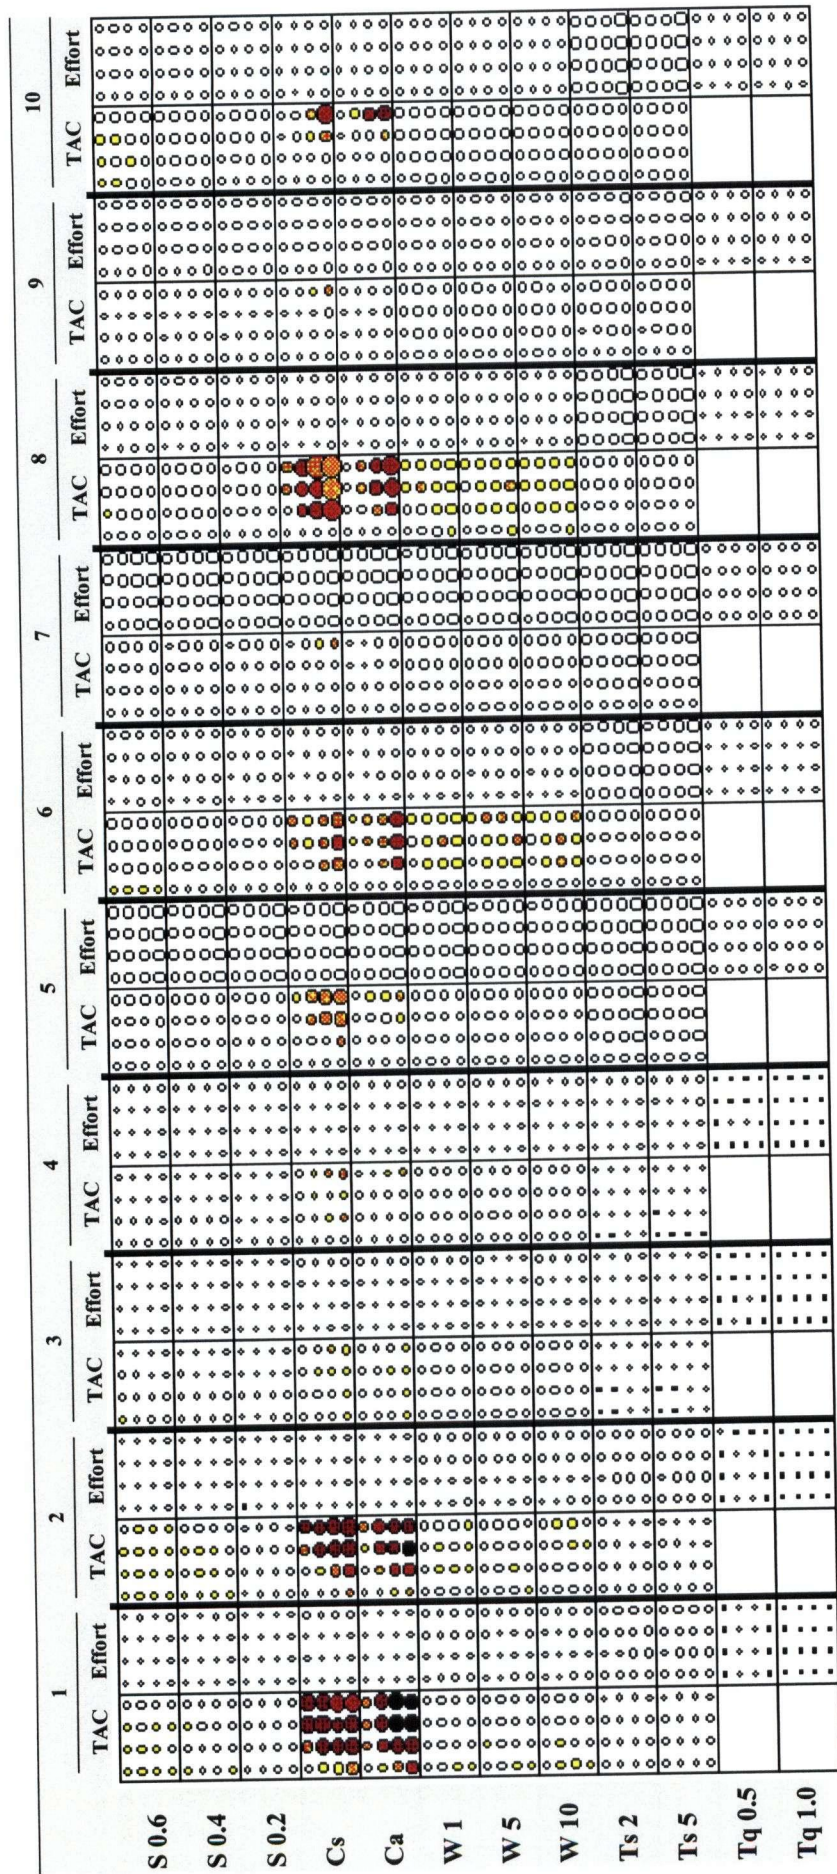 1 2 3 4 5 6 7 8 9 10
TAC Effort TAC Effort TAC Effort TAC Effort TAC Effort TAC Effort TAC Effort TAC Effort TAC Effort TAC Effort
S 0.6
S 0.4
S 0.2
Cs
Ca
W 1
W 5
W 10
Ts 2
Ts 5
Tq 0.5
Tq 1.0